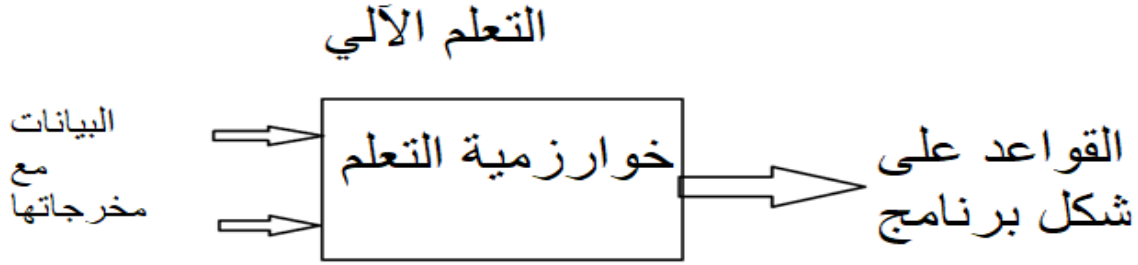 التعلم الآلي
البيانات
مع
مخرجاتها
خوارزمية التعلم
القواعد على
شكل برنامج